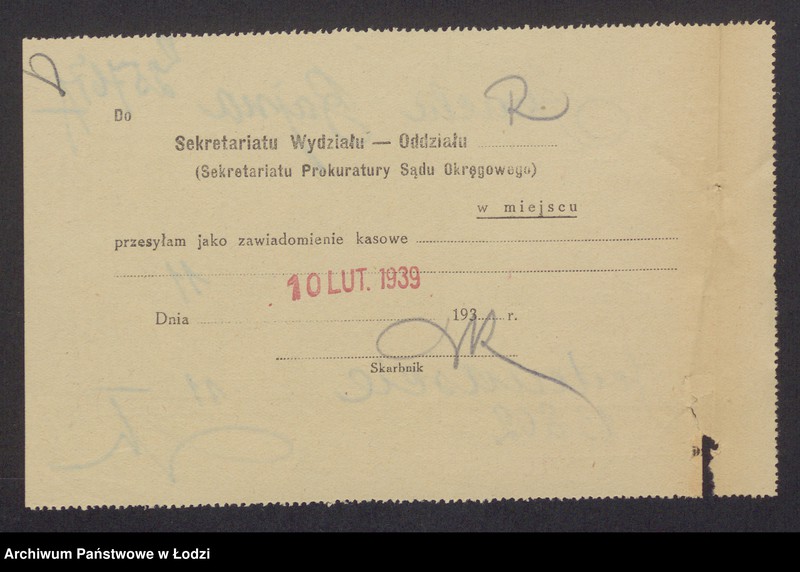 Do
Sekretariatu Wydziału — Oddziału R.
(Sekretariatu Prokuratury Sądu Okręgowego)
w miejscu
przesyłam jako zawiadomienie kasowe
10 LUT. 1939
Dnia 193 r.
Skarbnik
Archiwum Państwowe w Łodzi